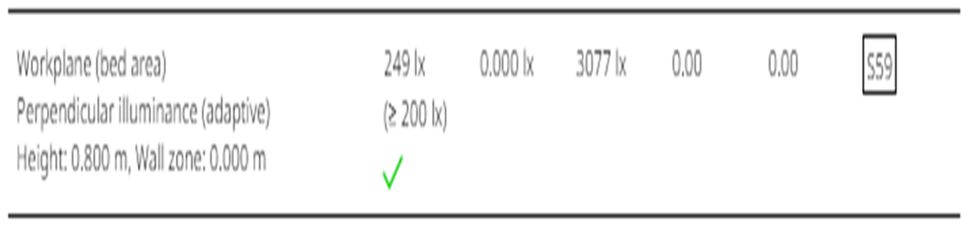 Workplane (bed area) 249 lx 0.000 lx 3077 lx 0.00 0.00 S59
Perpendicular illuminance (adaptive) (≥ 200 lx)
Height: 0.800 m, Wall zone: 0.000 m ✓